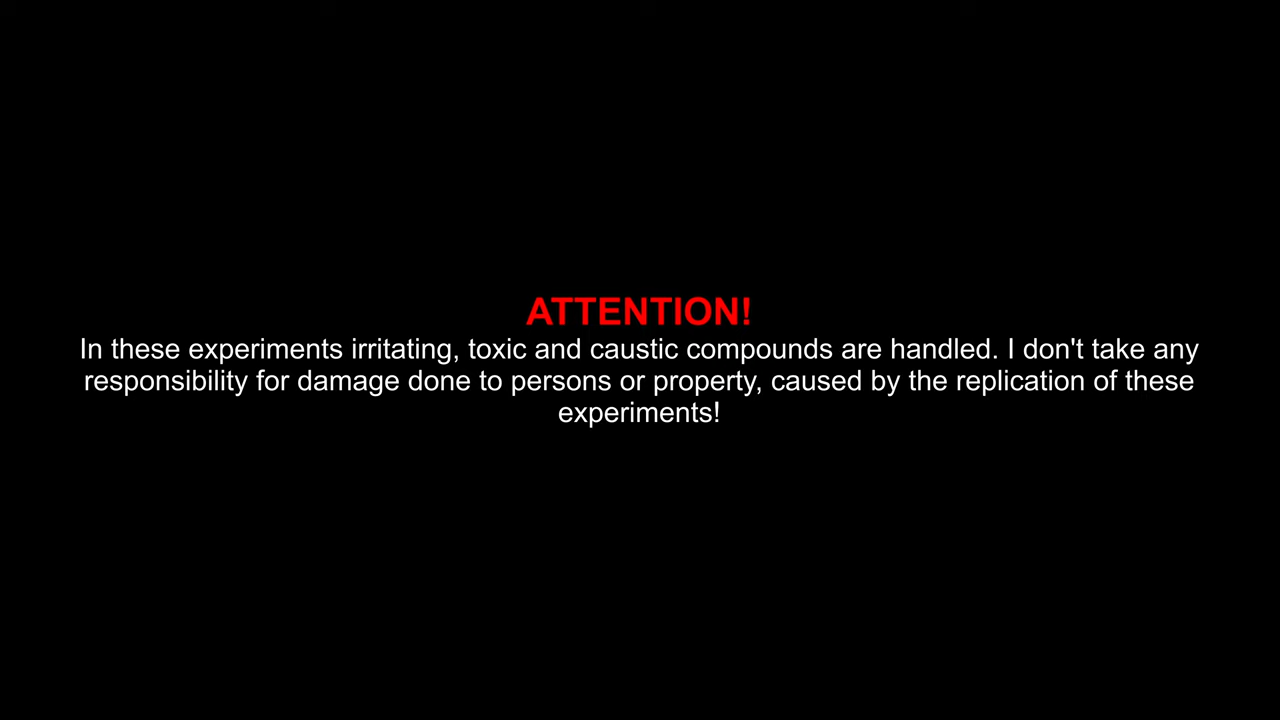 ATTENTION!
In these experiments irritating, toxic and caustic compounds are handled. I don't take any
responsibility for damage done to persons or property, caused by the replication of these
experiments!